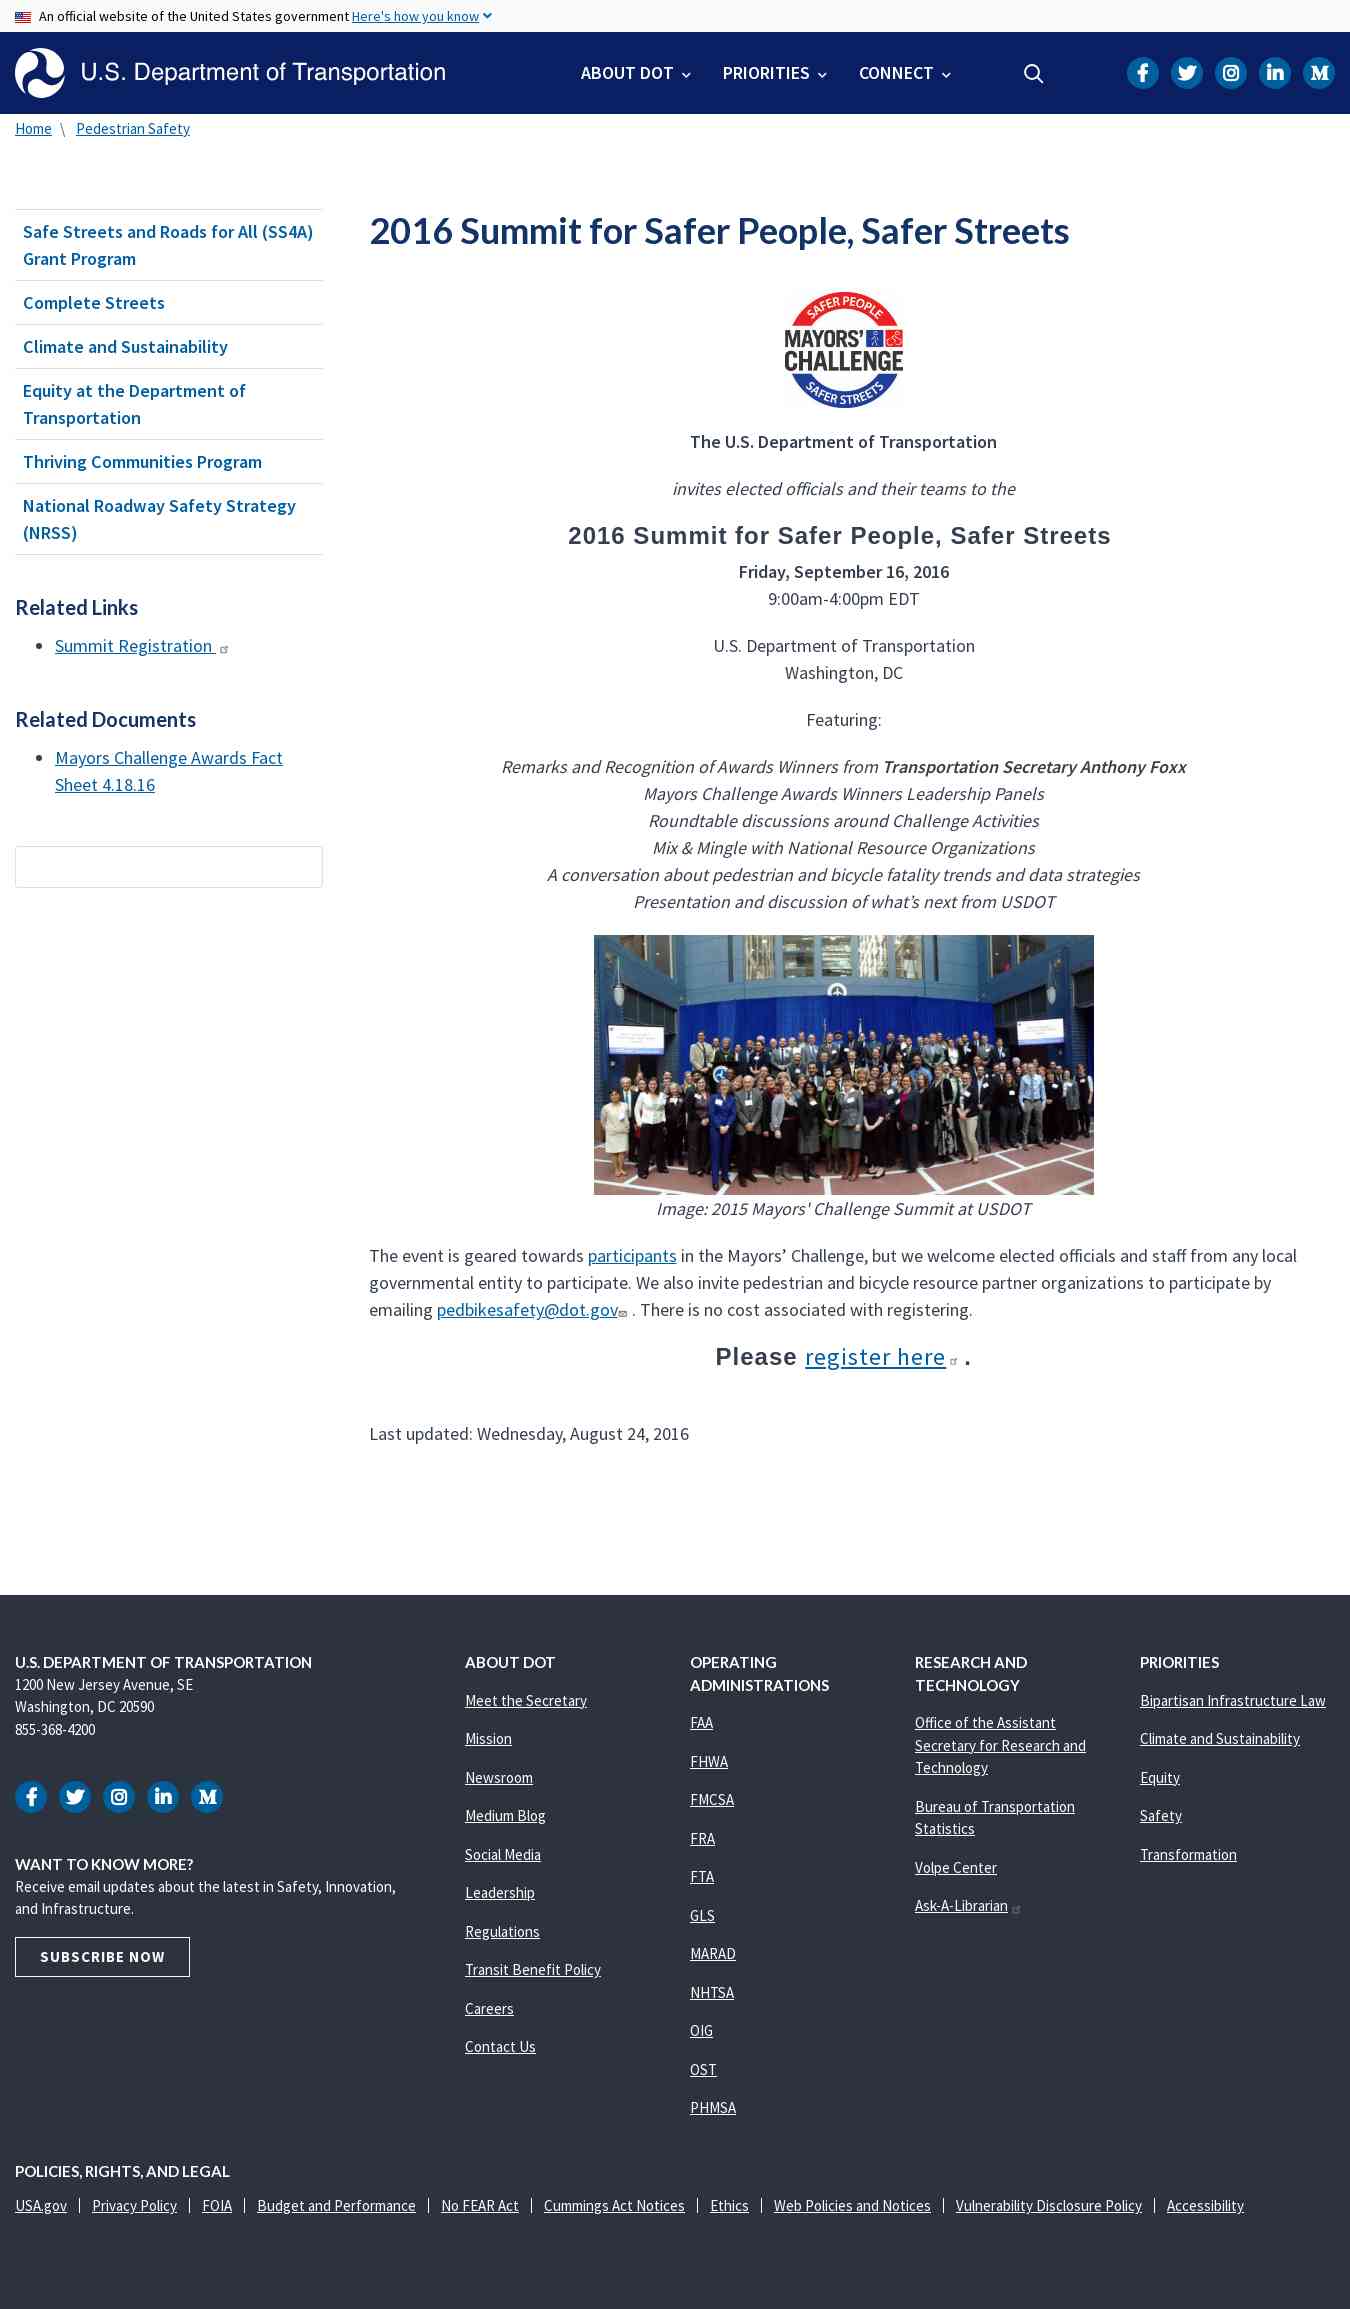 An official website of the United States government Here's how you know
U.S. Department of Transportation
ABOUT DOT
PRIORITIES
CONNECT
Home \ Pedestrian Safety
Safe Streets and Roads for All (SS4A)
Grant Program
Complete Streets
Climate and Sustainability
Equity at the Department of
Transportation
Thriving Communities Program
National Roadway Safety Strategy
(NRSS)
Related Links
Summit Registration
Related Documents
Mayors Challenge Awards Fact
Sheet 4.18.16
2016 Summit for Safer People, Safer Streets
SAFER PEOPLE
MAYORS'
CHALLENGE
SAFER STREETS
The U.S. Department of Transportation
invites elected officials and their teams to the
2016 Summit for Safer People, Safer Streets
Friday, September 16, 2016
9:00am-4:00pm EDT
U.S. Department of Transportation
Washington, DC
Featuring:
Remarks and Recognition of Awards Winners from Transportation Secretary Anthony Foxx
Mayors Challenge Awards Winners Leadership Panels
Roundtable discussions around Challenge Activities
Mix & Mingle with National Resource Organizations
A conversation about pedestrian and bicycle fatality trends and data strategies
Presentation and discussion of what’s next from USDOT
Image: 2015 Mayors' Challenge Summit at USDOT
The event is geared towards participants in the Mayors’ Challenge, but we welcome elected officials and staff from any local
governmental entity to participate. We also invite pedestrian and bicycle resource partner organizations to participate by
emailing pedbikesafety@dot.gov . There is no cost associated with registering.
Please register here .
Last updated: Wednesday, August 24, 2016
U.S. DEPARTMENT OF TRANSPORTATION
1200 New Jersey Avenue, SE
Washington, DC 20590
855-368-4200
WANT TO KNOW MORE?
Receive email updates about the latest in Safety, Innovation,
and Infrastructure.
SUBSCRIBE NOW
ABOUT DOT
Meet the Secretary
Mission
Newsroom
Medium Blog
Social Media
Leadership
Regulations
Transit Benefit Policy
Careers
Contact Us
OPERATING
ADMINISTRATIONS
FAA
FHWA
FMCSA
FRA
FTA
GLS
MARAD
NHTSA
OIG
OST
PHMSA
RESEARCH AND
TECHNOLOGY
Office of the Assistant
Secretary for Research and
Technology
Bureau of Transportation
Statistics
Volpe Center
Ask-A-Librarian
PRIORITIES
Bipartisan Infrastructure Law
Climate and Sustainability
Equity
Safety
Transformation
POLICIES, RIGHTS, AND LEGAL
USA.gov | Privacy Policy | FOIA | Budget and Performance | No FEAR Act | Cummings Act Notices | Ethics | Web Policies and Notices | Vulnerability Disclosure Policy | Accessibility